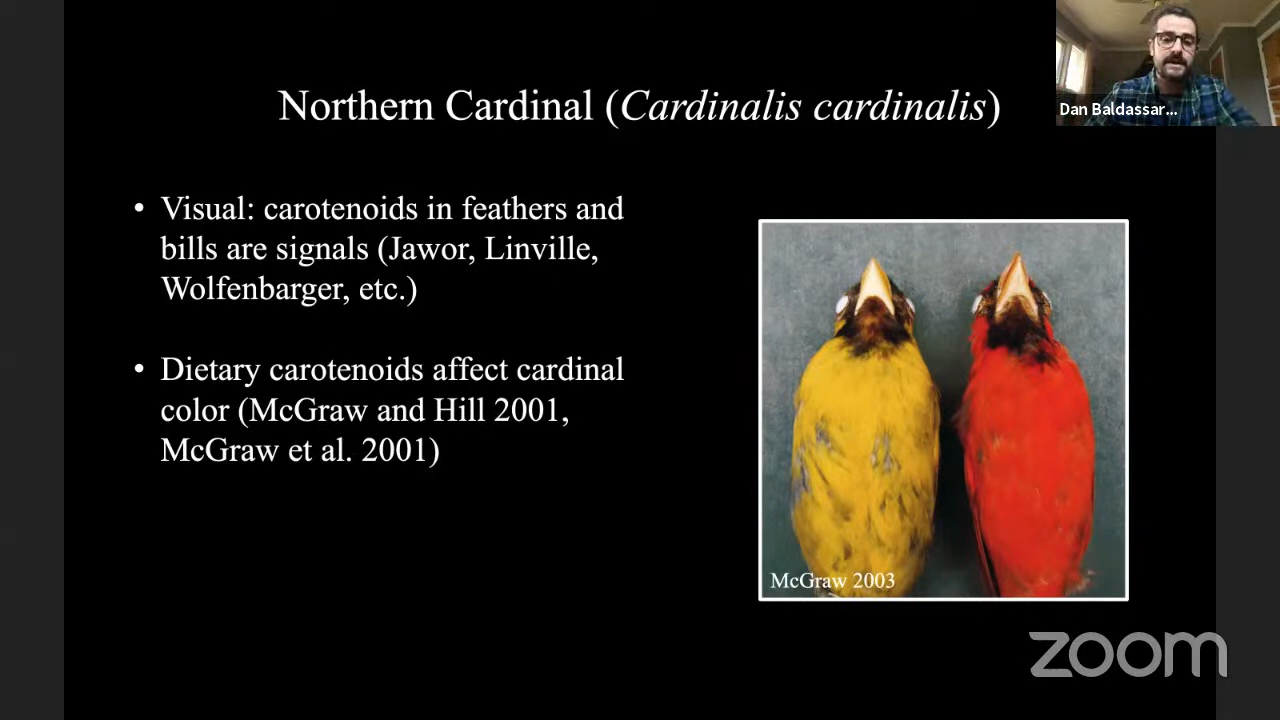 Northern Cardinal (Cardinalis cardinalis)
Dan Baldassar...
• Visual: carotenoids in feathers and
bills are signals (Jawor, Linville,
Wolfenbarger, etc.)
• Dietary carotenoids affect cardinal
color (McGraw and Hill 2001,
McGraw et al. 2001)
McGraw 2003
zoom